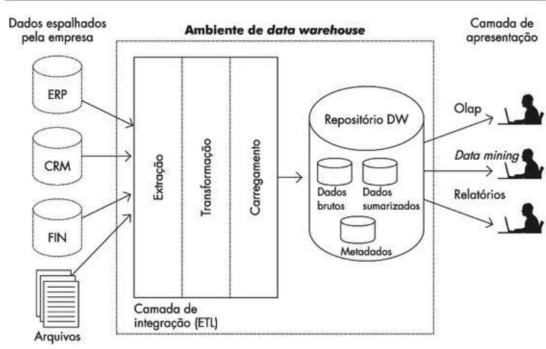 Dados espalhados
pela empresa
Ambiente de data warehouse
Camada de
apresentação
ERP
CRM
FIN
Arquivos
Extração
Transformação
Carregamento
Camada de
integração (ETL)
Repositório DW
Dados
brutos
Dados
sumarizados
Metadados
Olap
Data mining
Relatórios